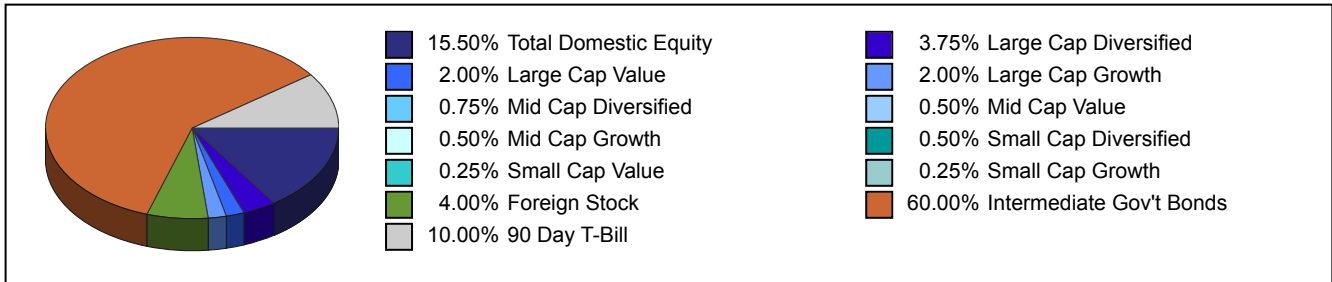 15.50% Total Domestic Equity
3.75% Large Cap Diversified
2.00% Large Cap Value
2.00% Large Cap Growth
0.75% Mid Cap Diversified
0.50% Mid Cap Value
0.50% Mid Cap Growth
0.50% Small Cap Diversified
0.25% Small Cap Value
0.25% Small Cap Growth
4.00% Foreign Stock
60.00% Intermediate Gov't Bonds
10.00% 90 Day T-Bill